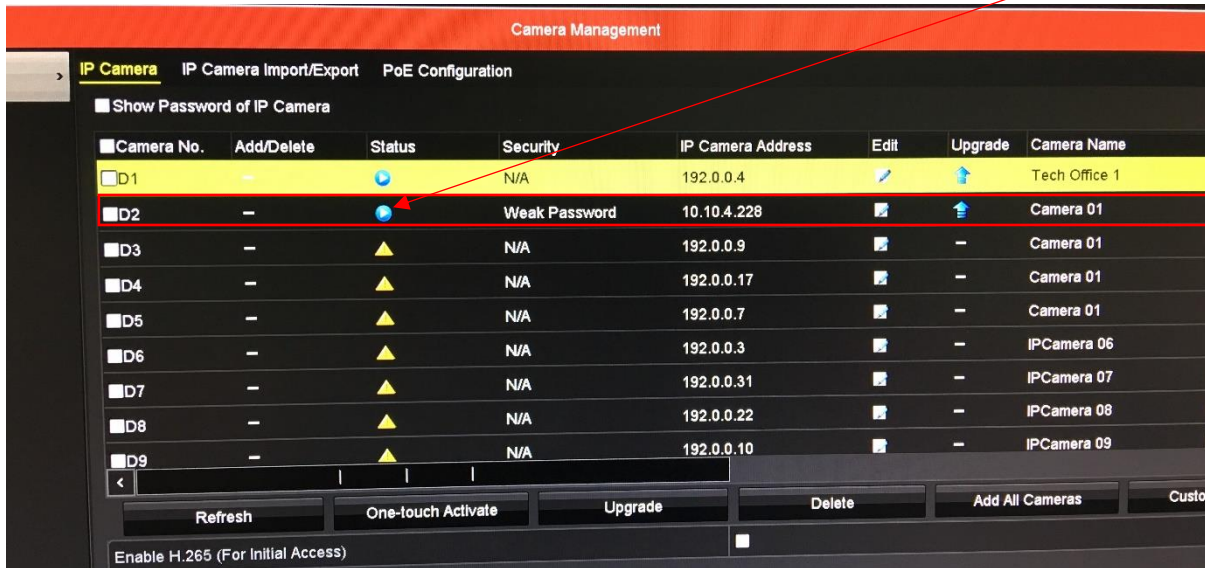 Camera Management
IP Camera IP Camera Import/Export PoE Configuration
Show Password of IP Camera
Camera No. Add/Delete Status Security IP Camera Address Edit Upgrade Camera Name
D1 N/A 192.0.0.4 Tech Office 1
D2 – Weak Password 10.10.4.228 Camera 01
D3 – N/A 192.0.0.9 – Camera 01
D4 – N/A 192.0.0.17 – Camera 01
D5 – N/A 192.0.0.7 – Camera 01
D6 – N/A 192.0.0.3 – IPCamera 06
D7 – N/A 192.0.0.31 – IPCamera 07
D8 – N/A 192.0.0.22 – IPCamera 08
D9 – N/A 192.0.0.10 – IPCamera 09
Refresh One-touch Activate Upgrade Delete Add All Cameras Custo
Enable H.265 (For Initial Access)